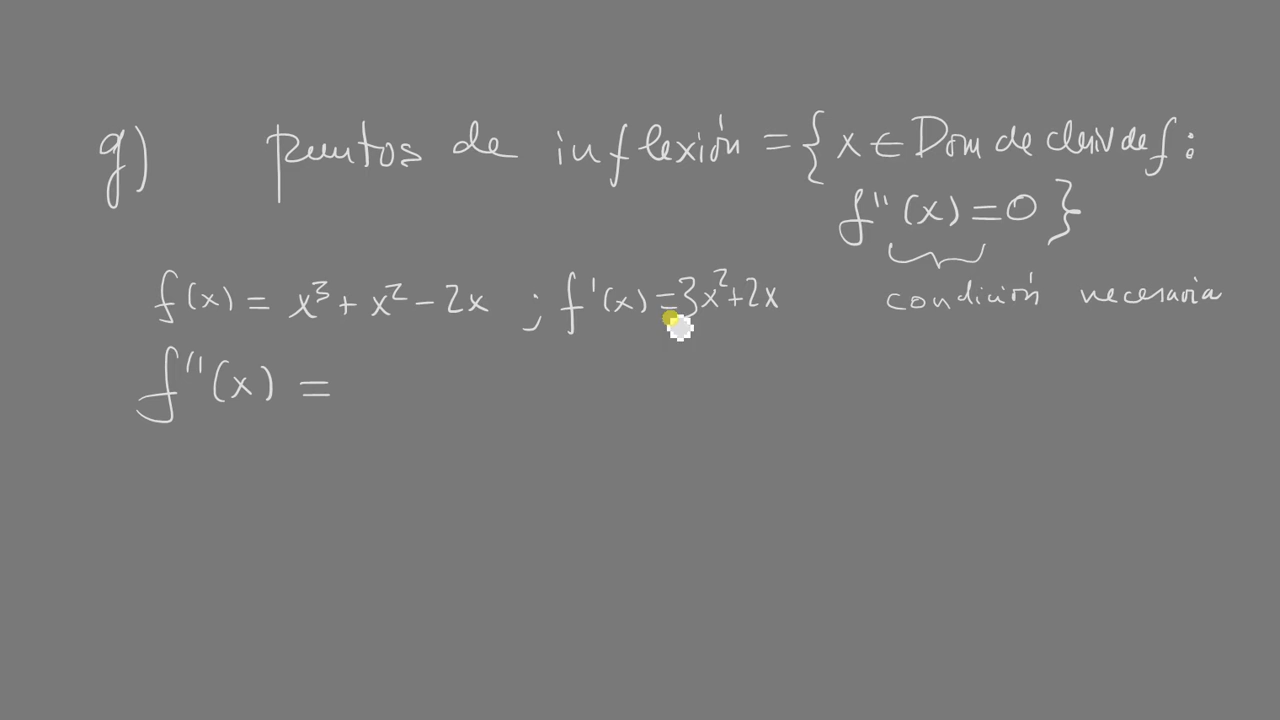 g) puntos de inflexión = { x ∈ Dom de deriv de f :
f''(x) = 0 }
f(x) = x³ + x² - 2x ; f'(x) = 3x² + 2x condición necesaria
f''(x) =